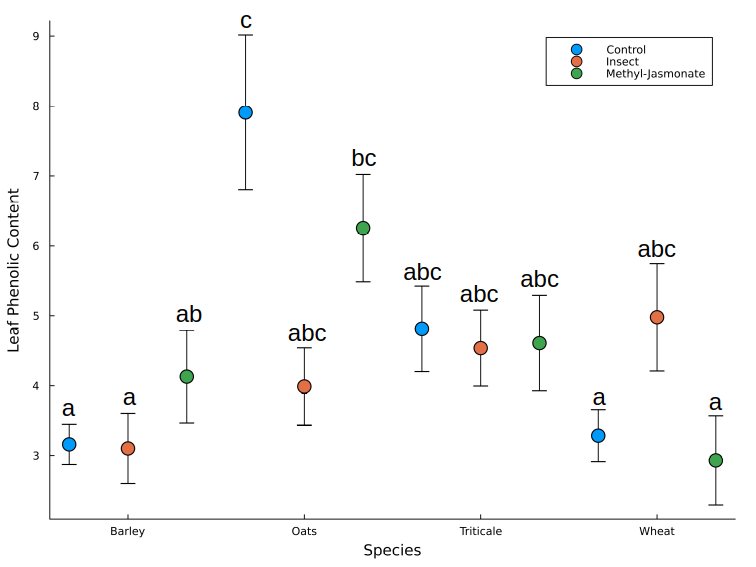 c
9
Control
Insect
Methyl-Jasmonate
8
bc
7
abc
6
abc
abc
abc
Leaf Phenolic Content
ab
5
abc
a
a
4
a
a
3
Barley
Oats
Triticale
Wheat
Species